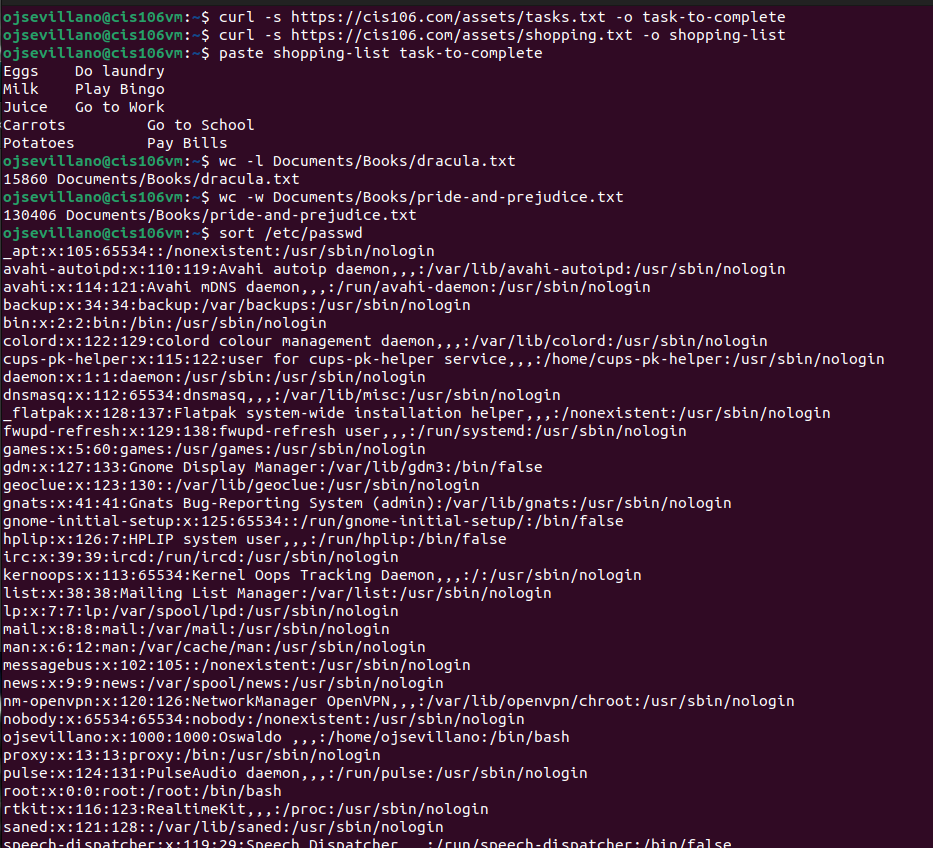 ojsevillano@cis106vm:~$ curl -s https://cis106.com/assets/tasks.txt -o task-to-complete
ojsevillano@cis106vm:~$ curl -s https://cis106.com/assets/shopping.txt -o shopping-list
ojsevillano@cis106vm:~$ paste shopping-list task-to-complete
Eggs    Do laundry
Milk    Play Bingo
Juice   Go to Work
Carrots         Go to School
Potatoes        Pay Bills
ojsevillano@cis106vm:~$ wc -l Documents/Books/dracula.txt
15860 Documents/Books/dracula.txt
ojsevillano@cis106vm:~$ wc -w Documents/Books/pride-and-prejudice.txt
130406 Documents/Books/pride-and-prejudice.txt
ojsevillano@cis106vm:~$ sort /etc/passwd
_apt:x:105:65534::/nonexistent:/usr/sbin/nologin
avahi-autoipd:x:110:119:Avahi autoip daemon,,,:/var/lib/avahi-autoipd:/usr/sbin/nologin
avahi:x:114:121:Avahi mDNS daemon,,,:/run/avahi-daemon:/usr/sbin/nologin
backup:x:34:34:backup:/var/backups:/usr/sbin/nologin
bin:x:2:2:bin:/bin:/usr/sbin/nologin
colord:x:122:129:colord colour management daemon,,,:/var/lib/colord:/usr/sbin/nologin
cups-pk-helper:x:115:122:user for cups-pk-helper service,,,:/home/cups-pk-helper:/usr/sbin/nologin
daemon:x:1:1:daemon:/usr/sbin:/usr/sbin/nologin
dnsmasq:x:112:65534:dnsmasq,,,:/var/lib/misc:/usr/sbin/nologin
_flatpak:x:128:137:Flatpak system-wide installation helper,,,:/nonexistent:/usr/sbin/nologin
fwupd-refresh:x:129:138:fwupd-refresh user,,,:/run/systemd:/usr/sbin/nologin
games:x:5:60:games:/usr/games:/usr/sbin/nologin
gdm:x:127:133:Gnome Display Manager:/var/lib/gdm3:/bin/false
geoclue:x:123:130::/var/lib/geoclue:/usr/sbin/nologin
gnats:x:41:41:Gnats Bug-Reporting System (admin):/var/lib/gnats:/usr/sbin/nologin
gnome-initial-setup:x:125:65534::/run/gnome-initial-setup/:/bin/false
hplip:x:126:7:HPLIP system user,,,:/run/hplip:/bin/false
irc:x:39:39:ircd:/run/ircd:/usr/sbin/nologin
kernoops:x:113:65534:Kernel Oops Tracking Daemon,,,:/:/usr/sbin/nologin
list:x:38:38:Mailing List Manager:/var/list:/usr/sbin/nologin
lp:x:7:7:lp:/var/spool/lpd:/usr/sbin/nologin
mail:x:8:8:mail:/var/mail:/usr/sbin/nologin
man:x:6:12:man:/var/cache/man:/usr/sbin/nologin
messagebus:x:102:105::/nonexistent:/usr/sbin/nologin
news:x:9:9:news:/var/spool/news:/usr/sbin/nologin
nm-openvpn:x:120:126:NetworkManager OpenVPN,,,:/var/lib/openvpn/chroot:/usr/sbin/nologin
nobody:x:65534:65534:nobody:/nonexistent:/usr/sbin/nologin
ojsevillano:x:1000:1000:Oswaldo ,,,:/home/ojsevillano:/bin/bash
proxy:x:13:13:proxy:/bin:/usr/sbin/nologin
pulse:x:124:131:PulseAudio daemon,,,:/run/pulse:/usr/sbin/nologin
root:x:0:0:root:/root:/bin/bash
rtkit:x:116:123:RealtimeKit,,,:/proc:/usr/sbin/nologin
saned:x:121:128::/var/lib/saned:/usr/sbin/nologin
speech-dispatcher:x:119:29:Speech Dispatcher,,,:/run/speech-dispatcher:/bin/false